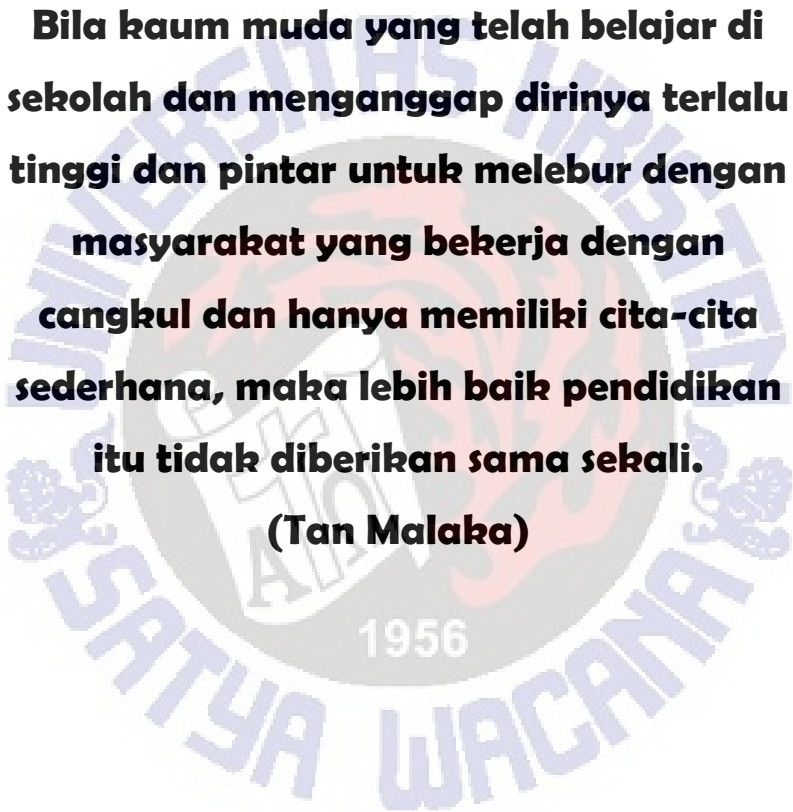 Bila kaum muda yang telah belajar di
sekolah dan menganggap dirinya terlalu
tinggi dan pintar untuk melebur dengan
masyarakat yang bekerja dengan
cangkul dan hanya memiliki cita-cita
sederhana, maka lebih baik pendidikan
itu tidak diberikan sama sekali.
(Tan Malaka)
UNIVERSITAS KRISTEN
1956
SATYA WACANA